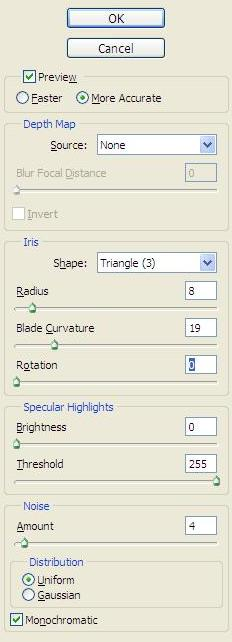 OK
Cancel
Preview
Faster More Accurate
Depth Map
Source: None
Blur Focal Distance 0
Invert
Iris
Shape: Triangle (3)
Radius 8
Blade Curvature 19
Rotation 0
Specular Highlights
Brightness 0
Threshold 255
Noise
Amount 4
Distribution
Uniform
Gaussian
Monochromatic